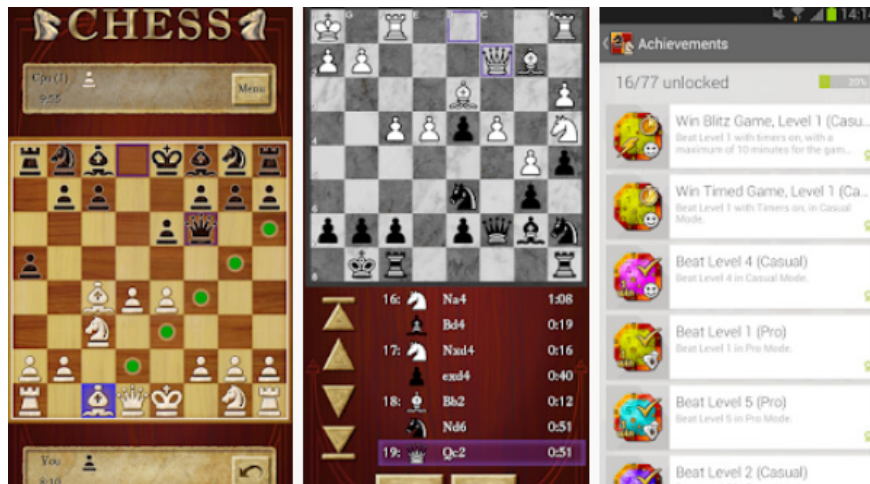 CHESS
Cpu (1)
9:55
Menu
You
8:10
16: Na4 1:08
Bd4 0:19
17: Nxd4 0:16
exd4 0:40
18: Bb2 0:12
Nd6 0:51
19: Qc2 0:51
14:14
Achievements
16/77 unlocked
20%
Win Blitz Game, Level 1 (Casu...
Beat Level 1 with timers on, with a
maximum of 10 minutes for the gam...
Win Timed Game, Level 1 (Ca...
Beat Level 1 with Timers on, in Casual
Mode.
Beat Level 4 (Casual)
Beat Level 4 in Casual Mode.
Beat Level 1 (Pro)
Beat Level 1 in Pro Mode.
Beat Level 5 (Pro)
Beat Level 5 in Pro Mode.
Beat Level 2 (Casual)